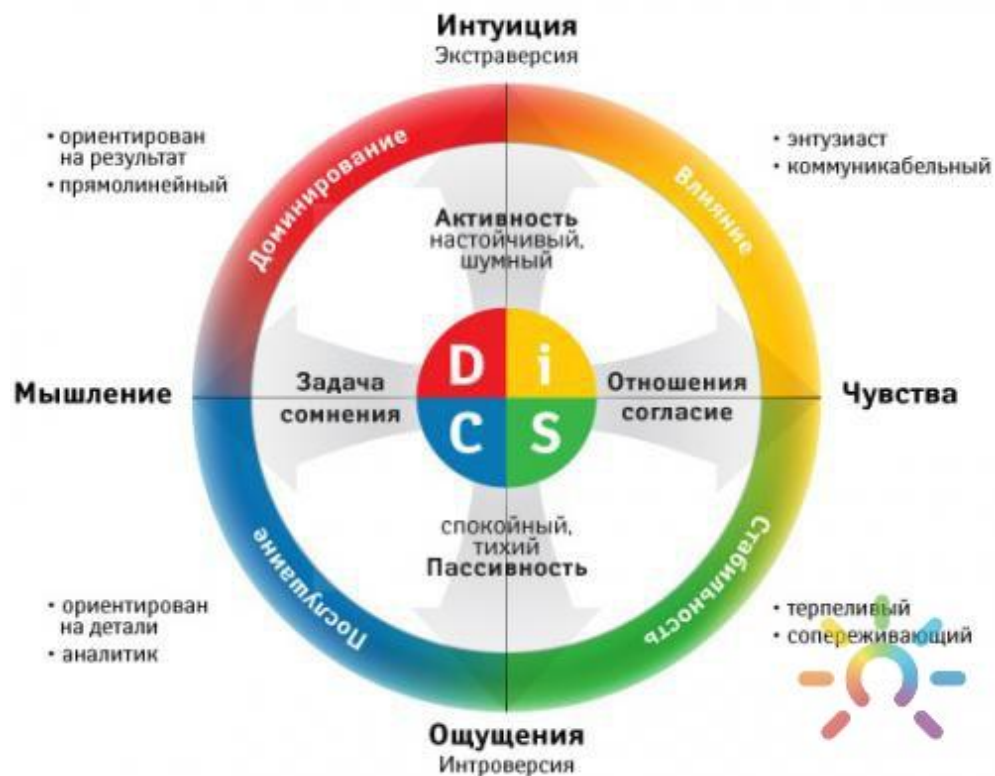 Интуиция
Экстраверсия
• ориентирован
на результат
• прямолинейный
• энтузиаст
• коммуникабельный
Доминирование
Влияние
Активность
настойчивый,
шумный
D i
C S
Мышление
Задача
сомнения
Отношения
согласие
Чувства
спокойный,
тихий
Пассивность
Послушание
Стабильность
• ориентирован
на детали
• аналитик
• терпеливый
• сопереживающий
Ощущения
Интроверсия